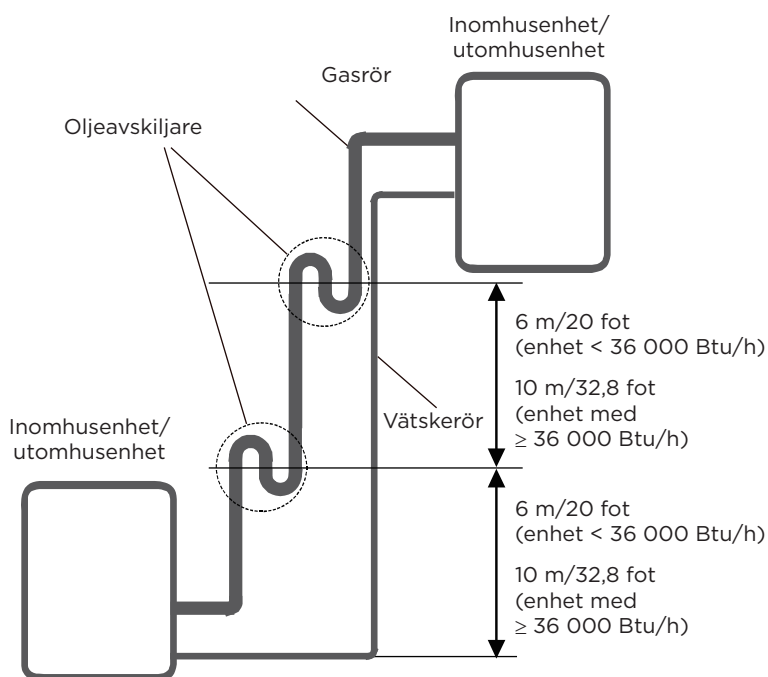 Inomhusenhet/
utomhusenhet
Gasrör
Oljeavskiljare
6 m/20 fot
(enhet < 36 000 Btu/h)
10 m/32,8 fot
(enhet med
≥ 36 000 Btu/h)
Vätskerör
Inomhusenhet/
utomhusenhet
6 m/20 fot
(enhet < 36 000 Btu/h)
10 m/32,8 fot
(enhet med
≥ 36 000 Btu/h)